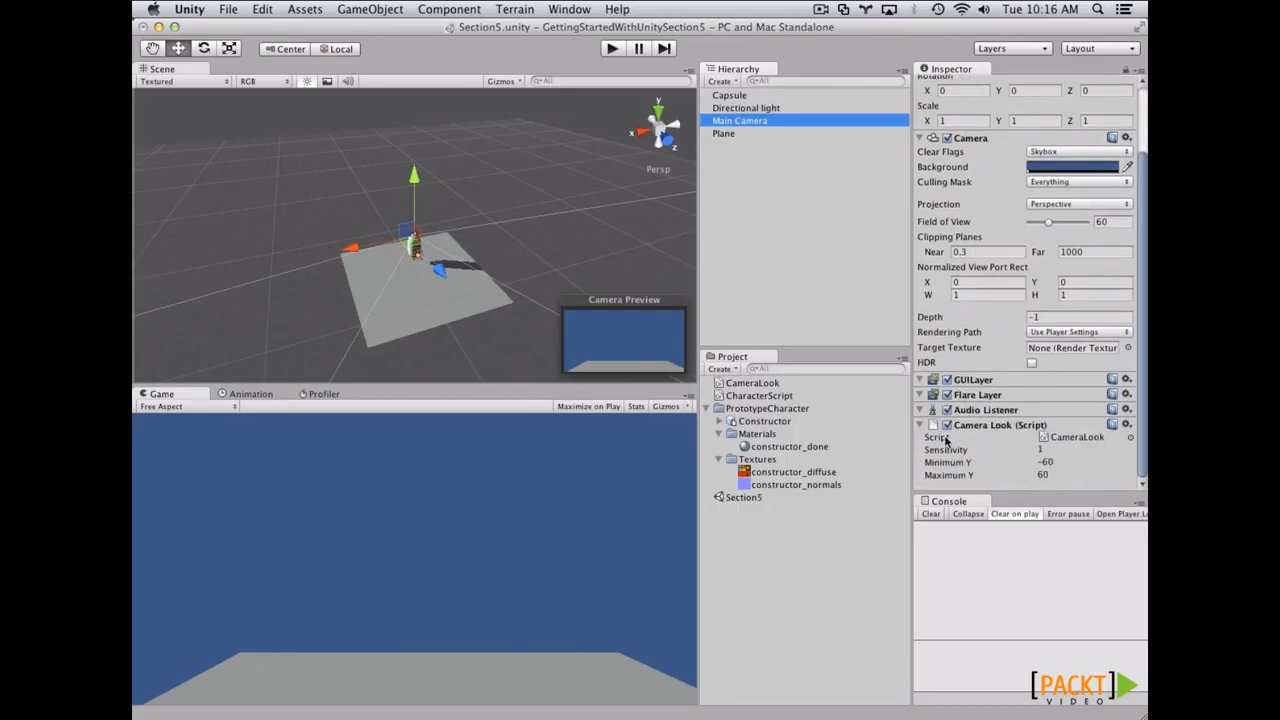 Unity File Edit Assets GameObject Component Terrain Window Help Tue 10:16 AM
Section5.unity – GettingStartedWithUnitySection5 – PC and Mac Standalone
Center Local Layers Layout
Scene
Textured RGB Gizmos All
y
x
z
Persp
Camera Preview
Game Animation Profiler
Free Aspect Maximize on Play Stats Gizmos
Hierarchy
Create All
Capsule
Directional light
Main Camera
Plane
Project
Create All
CameraLook
CharacterScript
PrototypeCharacter
Constructor
Materials
constructor_done
Textures
constructor_diffuse
constructor_normals
Section5
Inspector
Rotation
X 0 Y 0 Z 0
Scale
X 1 Y 1 Z 1
Camera
Clear Flags Skybox
Background
Culling Mask Everything
Projection Perspective
Field of View 60
Clipping Planes
Near 0.3 Far 1000
Normalized View Port Rect
X 0 Y 0
W 1 H 1
Depth -1
Rendering Path Use Player Settings
Target Texture None (Render Textur
HDR
GUILayer
Flare Layer
Audio Listener
Camera Look (Script)
Script CameraLook
Sensitivity 1
Minimum Y -60
Maximum Y 60
Console
Clear Collapse Clear on play Error pause Open Player L
[PACKT]
VIDEO